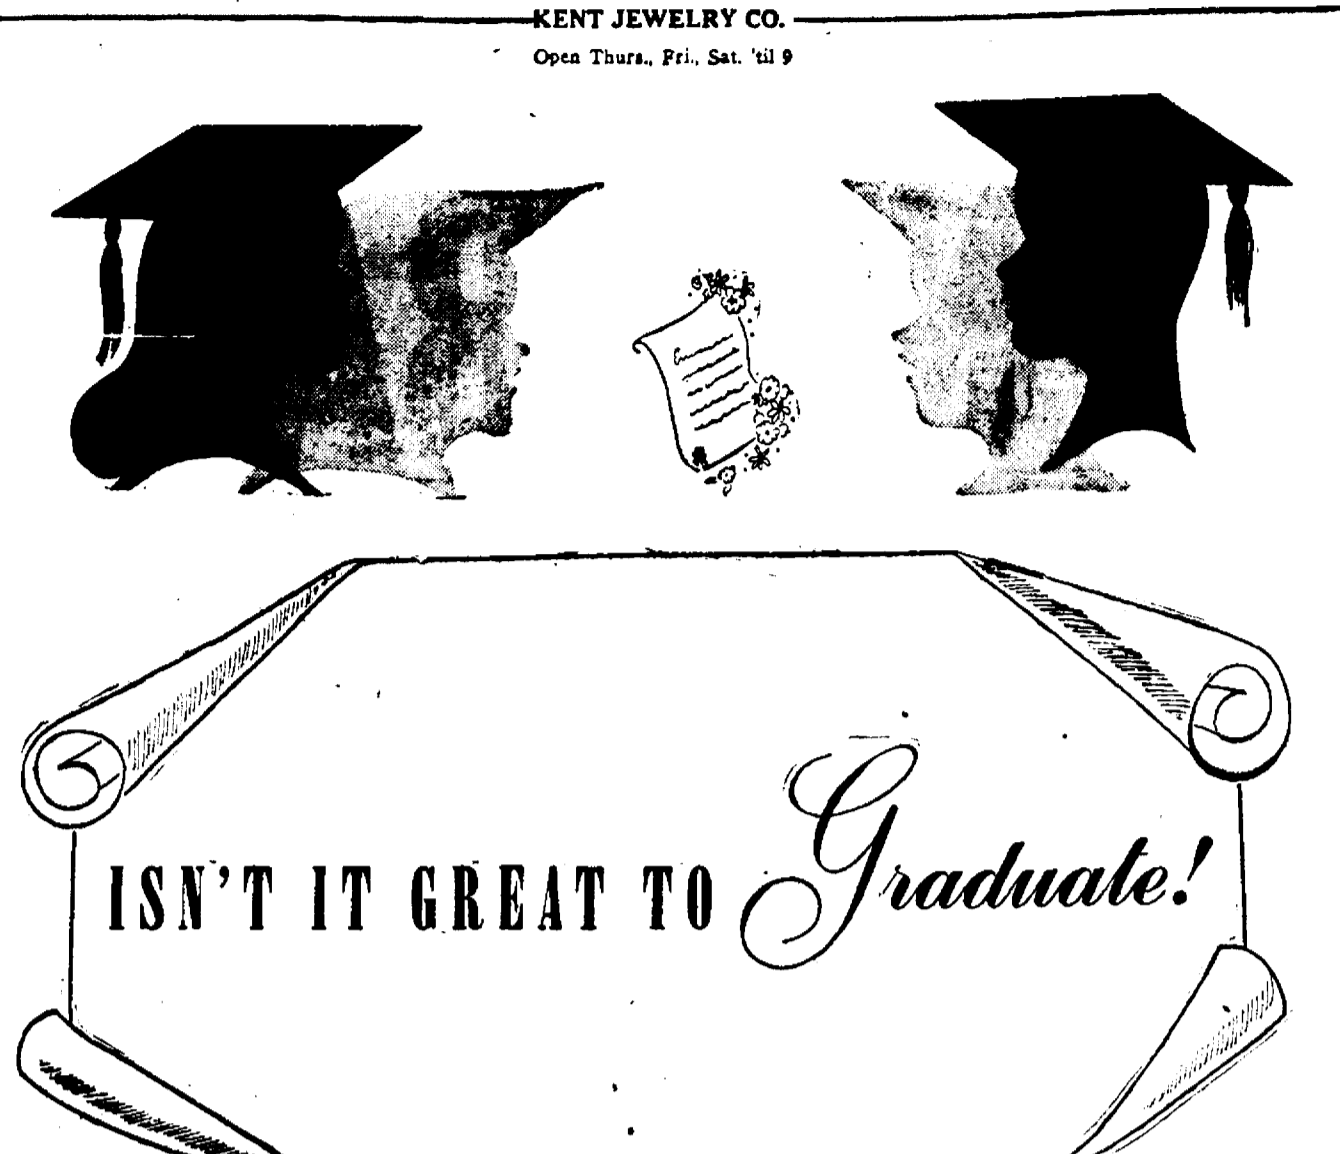 KENT JEWELRY CO.
Open Thurs., Fri., Sat. 'til 9
ISN'T IT GREAT TO Graduate!